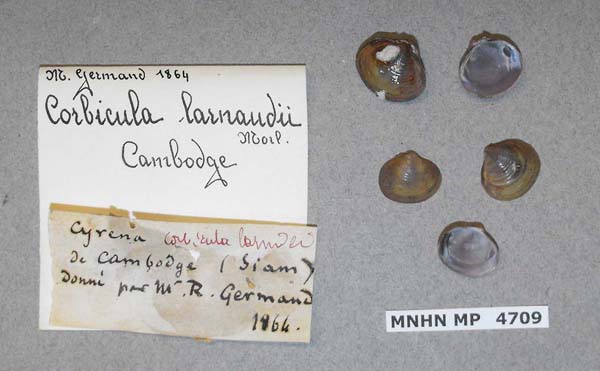 M. Germand 1864
Corbicula larnaudii
Morl.
Cambodge
Cyrena corbicula larnudei
de Cambodge (Siam)
Donné par Mr. R. Germand
1864.
MNHN MP 4709